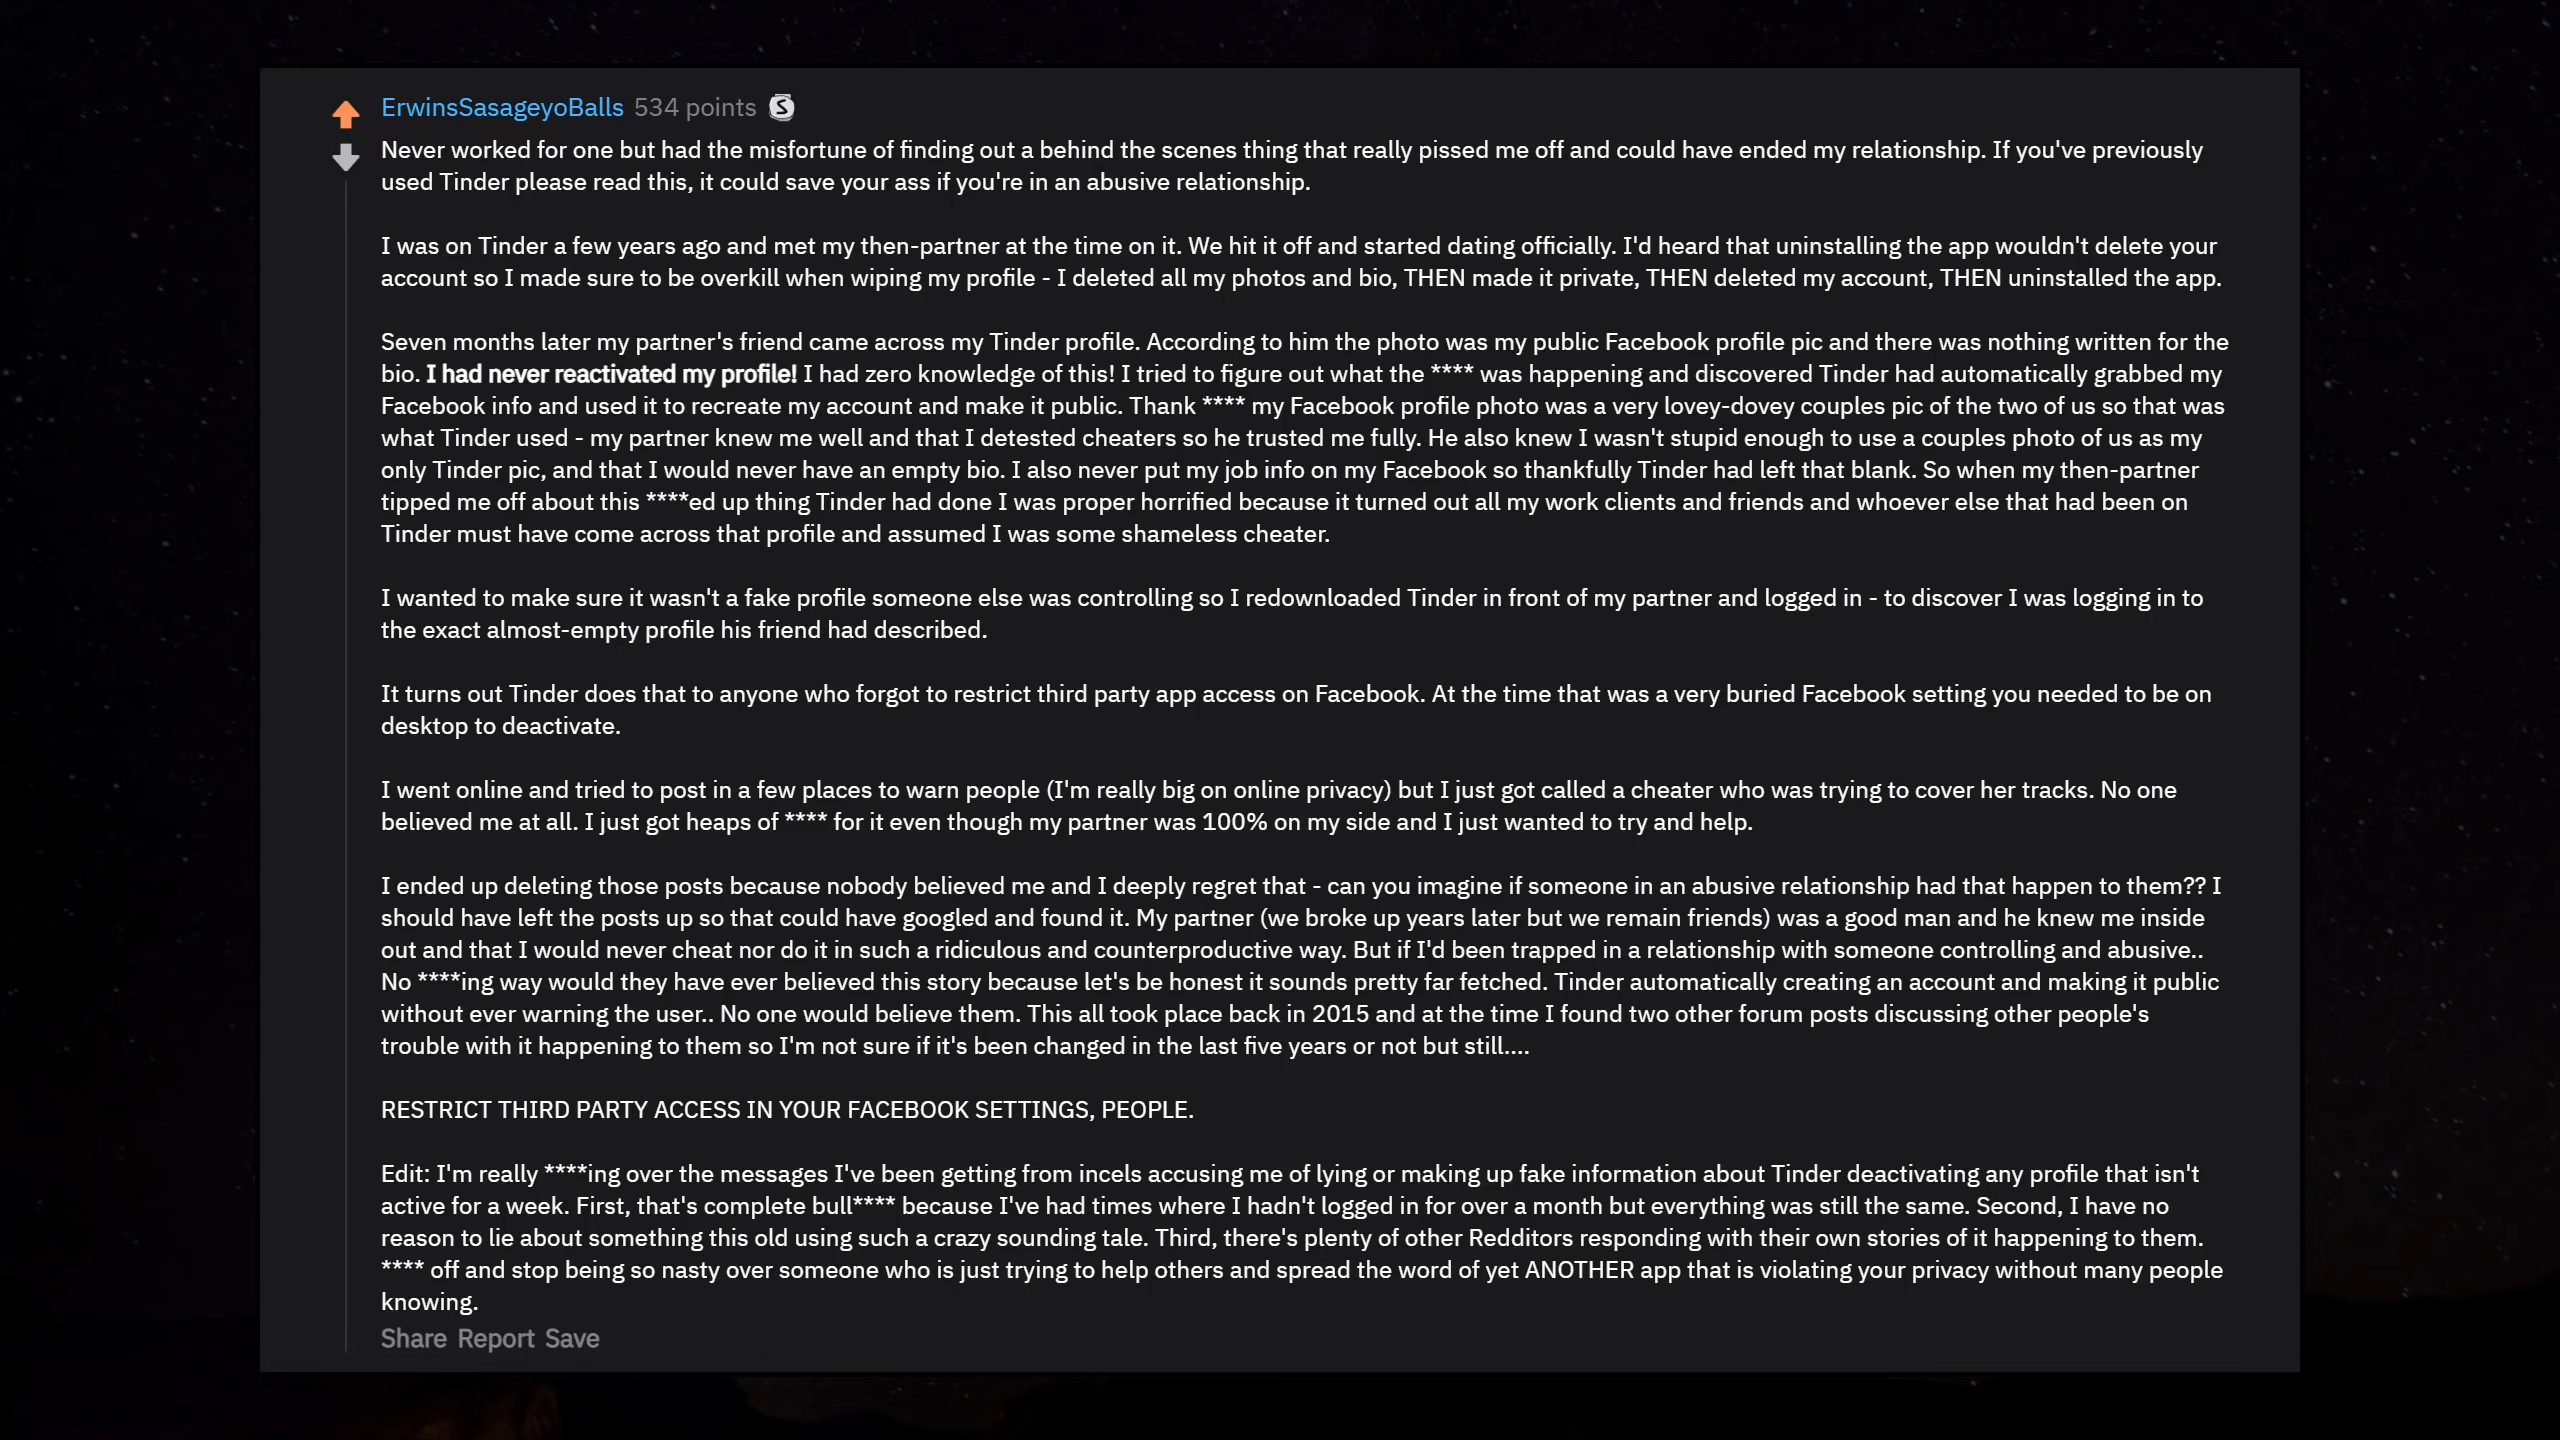 ErwinsSasageyoBalls 534 points S
Never worked for one but had the misfortune of finding out a behind the scenes thing that really pissed me off and could have ended my relationship. If you've previously
used Tinder please read this, it could save your ass if you're in an abusive relationship.
I was on Tinder a few years ago and met my then-partner at the time on it. We hit it off and started dating officially. I'd heard that uninstalling the app wouldn't delete your
account so I made sure to be overkill when wiping my profile - I deleted all my photos and bio, THEN made it private, THEN deleted my account, THEN uninstalled the app.
Seven months later my partner's friend came across my Tinder profile. According to him the photo was my public Facebook profile pic and there was nothing written for the
bio. I had never reactivated my profile! I had zero knowledge of this! I tried to figure out what the **** was happening and discovered Tinder had automatically grabbed my
Facebook info and used it to recreate my account and make it public. Thank **** my Facebook profile photo was a very lovey-dovey couples pic of the two of us so that was
what Tinder used - my partner knew me well and that I detested cheaters so he trusted me fully. He also knew I wasn't stupid enough to use a couples photo of us as my
only Tinder pic, and that I would never have an empty bio. I also never put my job info on my Facebook so thankfully Tinder had left that blank. So when my then-partner
tipped me off about this ****ed up thing Tinder had done I was proper horrified because it turned out all my work clients and friends and whoever else that had been on
Tinder must have come across that profile and assumed I was some shameless cheater.
I wanted to make sure it wasn't a fake profile someone else was controlling so I redownloaded Tinder in front of my partner and logged in - to discover I was logging in to
the exact almost-empty profile his friend had described.
It turns out Tinder does that to anyone who forgot to restrict third party app access on Facebook. At the time that was a very buried Facebook setting you needed to be on
desktop to deactivate.
I went online and tried to post in a few places to warn people (I'm really big on online privacy) but I just got called a cheater who was trying to cover her tracks. No one
believed me at all. I just got heaps of **** for it even though my partner was 100% on my side and I just wanted to try and help.
I ended up deleting those posts because nobody believed me and I deeply regret that - can you imagine if someone in an abusive relationship had that happen to them?? I
should have left the posts up so that could have googled and found it. My partner (we broke up years later but we remain friends) was a good man and he knew me inside
out and that I would never cheat nor do it in such a ridiculous and counterproductive way. But if I'd been trapped in a relationship with someone controlling and abusive..
No ****ing way would they have ever believed this story because let's be honest it sounds pretty far fetched. Tinder automatically creating an account and making it public
without ever warning the user.. No one would believe them. This all took place back in 2015 and at the time I found two other forum posts discussing other people's
trouble with it happening to them so I'm not sure if it's been changed in the last five years or not but still....
RESTRICT THIRD PARTY ACCESS IN YOUR FACEBOOK SETTINGS, PEOPLE.
Edit: I'm really ****ing over the messages I've been getting from incels accusing me of lying or making up fake information about Tinder deactivating any profile that isn't
active for a week. First, that's complete bull**** because I've had times where I hadn't logged in for over a month but everything was still the same. Second, I have no
reason to lie about something this old using such a crazy sounding tale. Third, there's plenty of other Redditors responding with their own stories of it happening to them.
**** off and stop being so nasty over someone who is just trying to help others and spread the word of yet ANOTHER app that is violating your privacy without many people
knowing.
Share Report Save